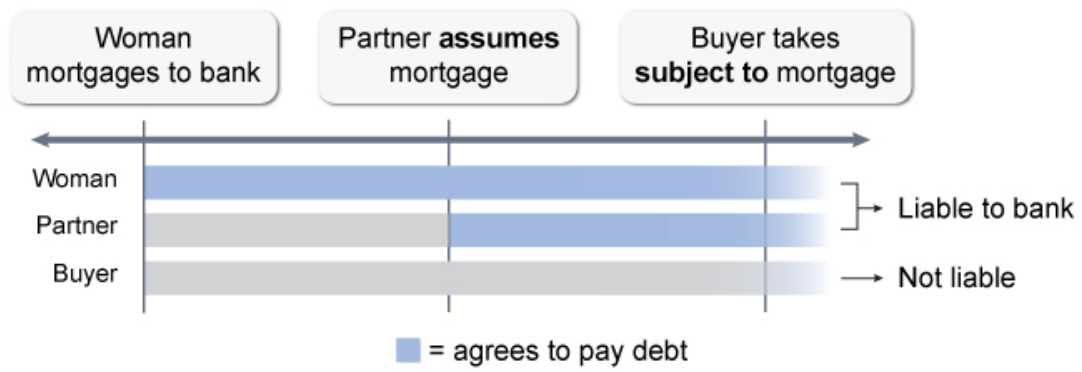 Woman
mortgages to bank
Partner assumes
mortgage
Buyer takes
subject to mortgage
Woman
Partner
Buyer
Liable to bank
Not liable
= agrees to pay debt